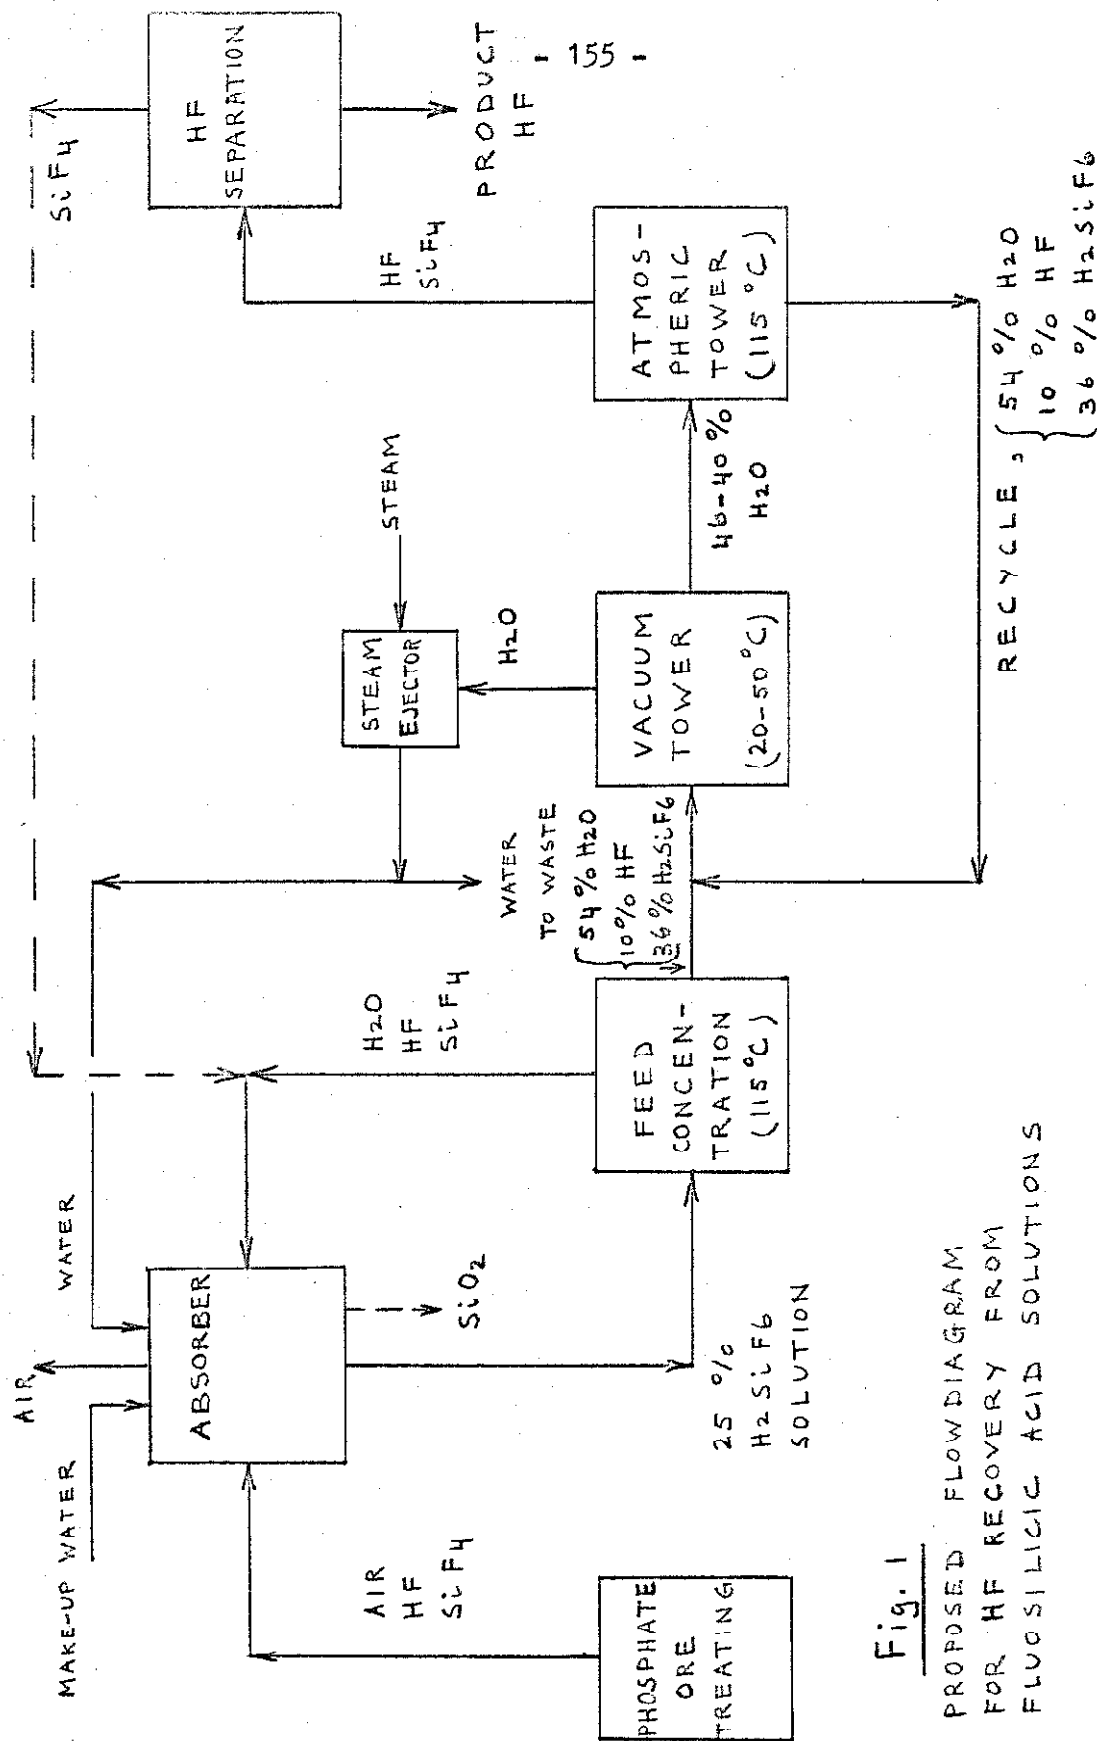 - 155 -
MAKE-UP WATER
AIR
WATER
ABSORBER
SiO2
AIR
HF
SiF4
PHOSPHATE
ORE
TREATING
25 %
H2SiF6
SOLUTION
H2O
HF
SiF4
FEED
CONCEN-
TRATION
(115°C)
WATER
TO WASTE
54% H2O
10% HF
36% H2SiF6
STEAM
EJECTOR
STEAM
H2O
VACUUM
TOWER
(20-50°C)
46-40%
H2O
ATMOS-
PHERIC
TOWER
(115°C)
HF
SiF4
HF
SEPARATION
SiF4
PRODUCT
HF
RECYCLE, 54% H2O
10% HF
36% H2SiF6
Fig. 1
PROPOSED FLOWDIAGRAM
FOR HF RECOVERY FROM
FLUOSILICIC ACID SOLUTIONS